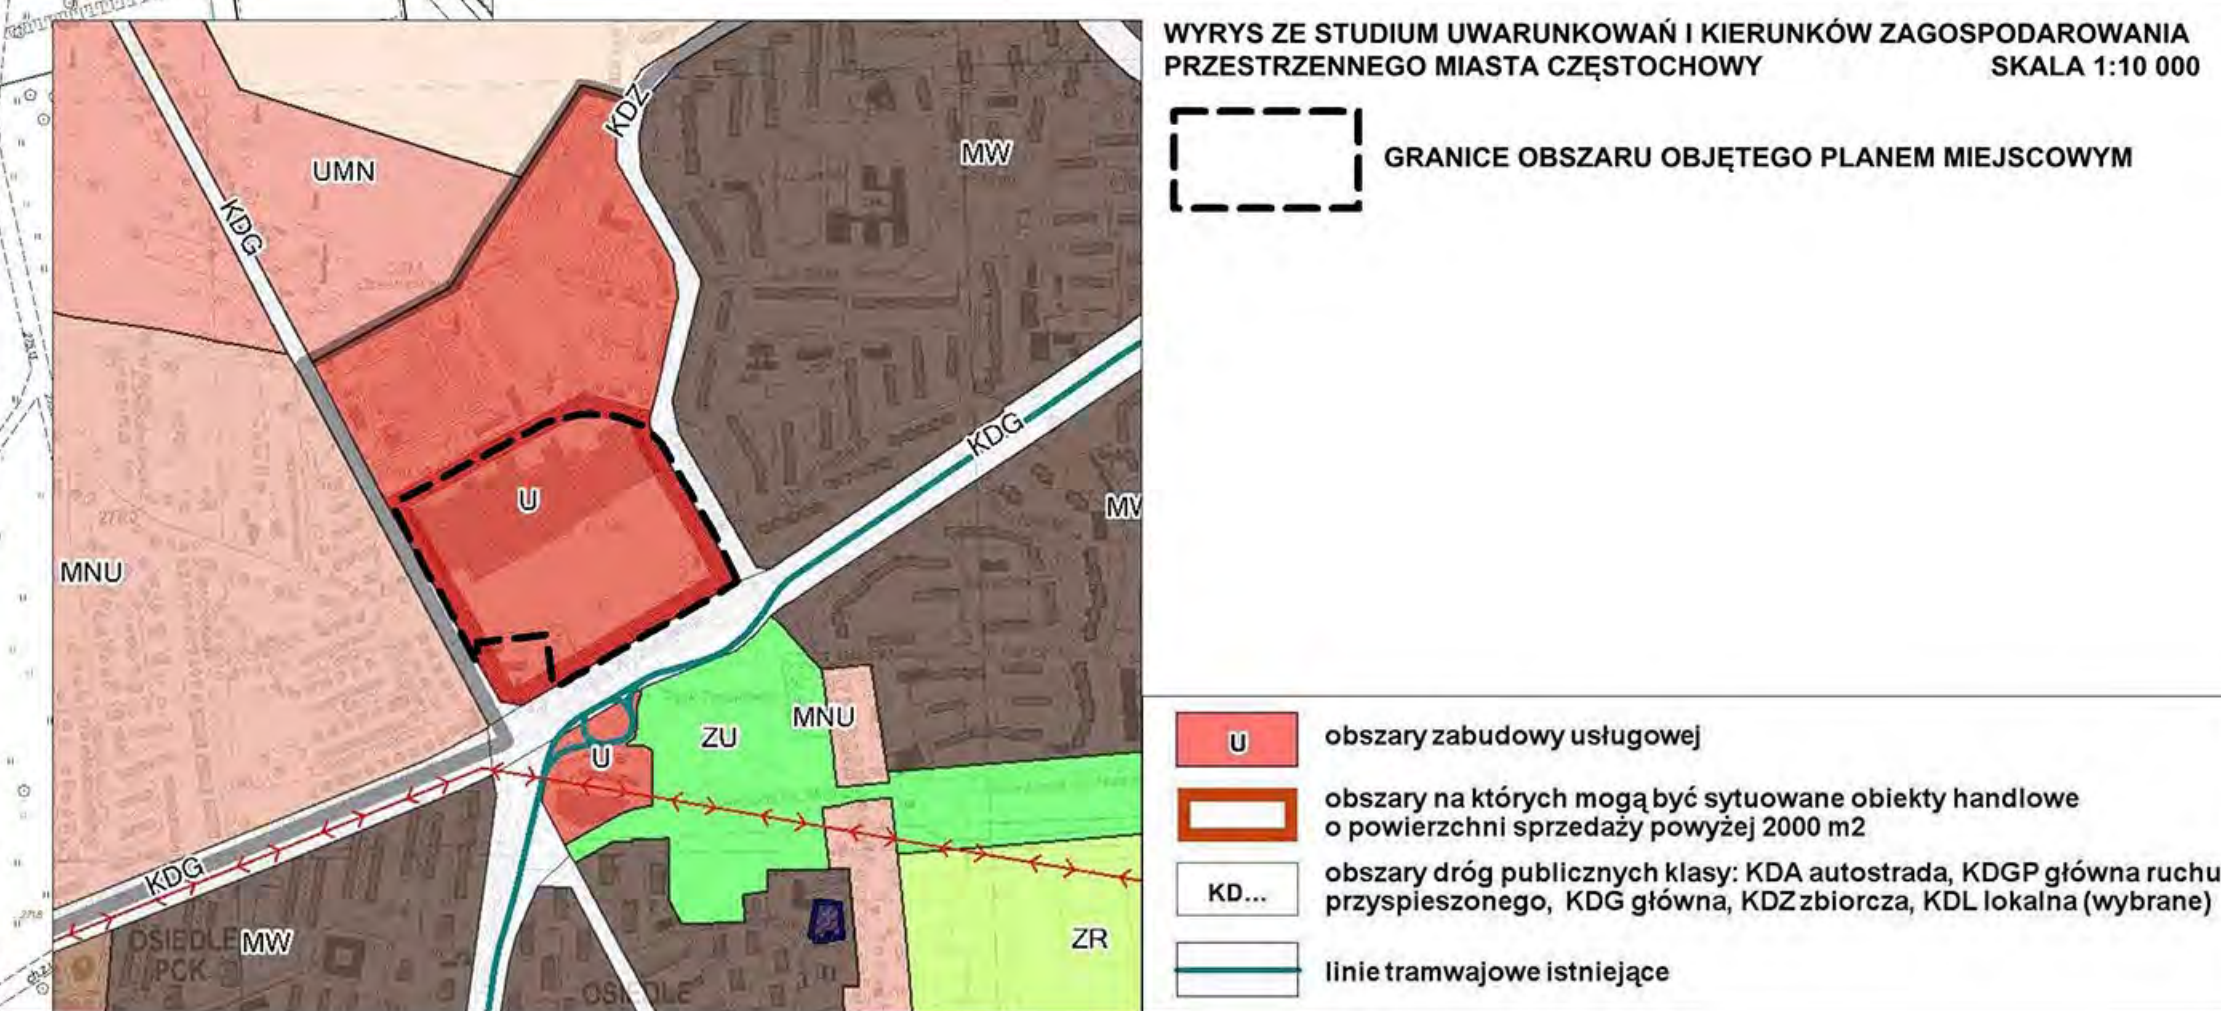 WYRYS ZE STUDIUM UWARUNKOWAŃ I KIERUNKÓW ZAGOSPODAROWANIA
PRZESTRZENNEGO MIASTA CZĘSTOCHOWY SKALA 1:10 000
GRANICE OBSZARU OBJĘTEGO PLANEM MIEJSCOWYM
KDZ
MW
UMN
KDG
KDG
U
MW
MNU
MNU
ZU
U
KDG
MW
OSIEDLE
PCK
OSIEDLE
ZR
U obszary zabudowy usługowej
obszary na których mogą być sytuowane obiekty handlowe
o powierzchni sprzedaży powyżej 2000 m2
KD... obszary dróg publicznych klasy: KDA autostrada, KDGP główna ruchu
przyspieszonego, KDG główna, KDZ zbiorcza, KDL lokalna (wybrane)
linie tramwajowe istniejące